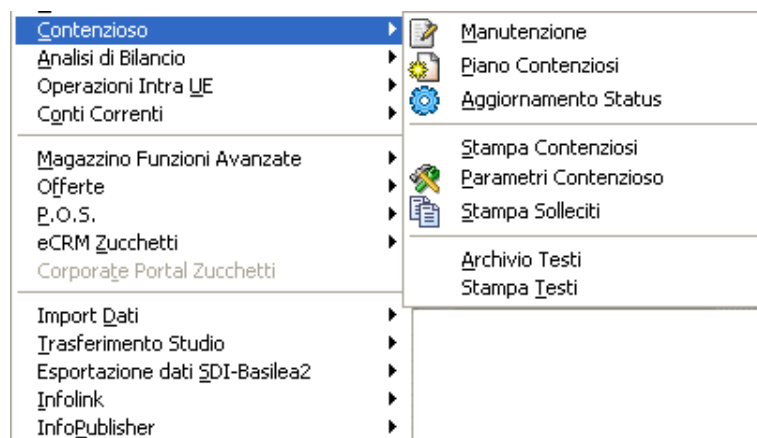 Contenzioso
Analisi di Bilancio
Operazioni Intra UE
Conti Correnti
Magazzino Funzioni Avanzate
Offerte
P.O.S.
eCRM Zucchetti
Corporate Portal Zucchetti
Import Dati
Trasferimento Studio
Esportazione dati SDI-Basilea2
Infolink
InfoPublisher
Manutenzione
Piano Contenziosi
Aggiornamento Status
Stampa Contenziosi
Parametri Contenzioso
Stampa Solleciti
Archivio Testi
Stampa Testi